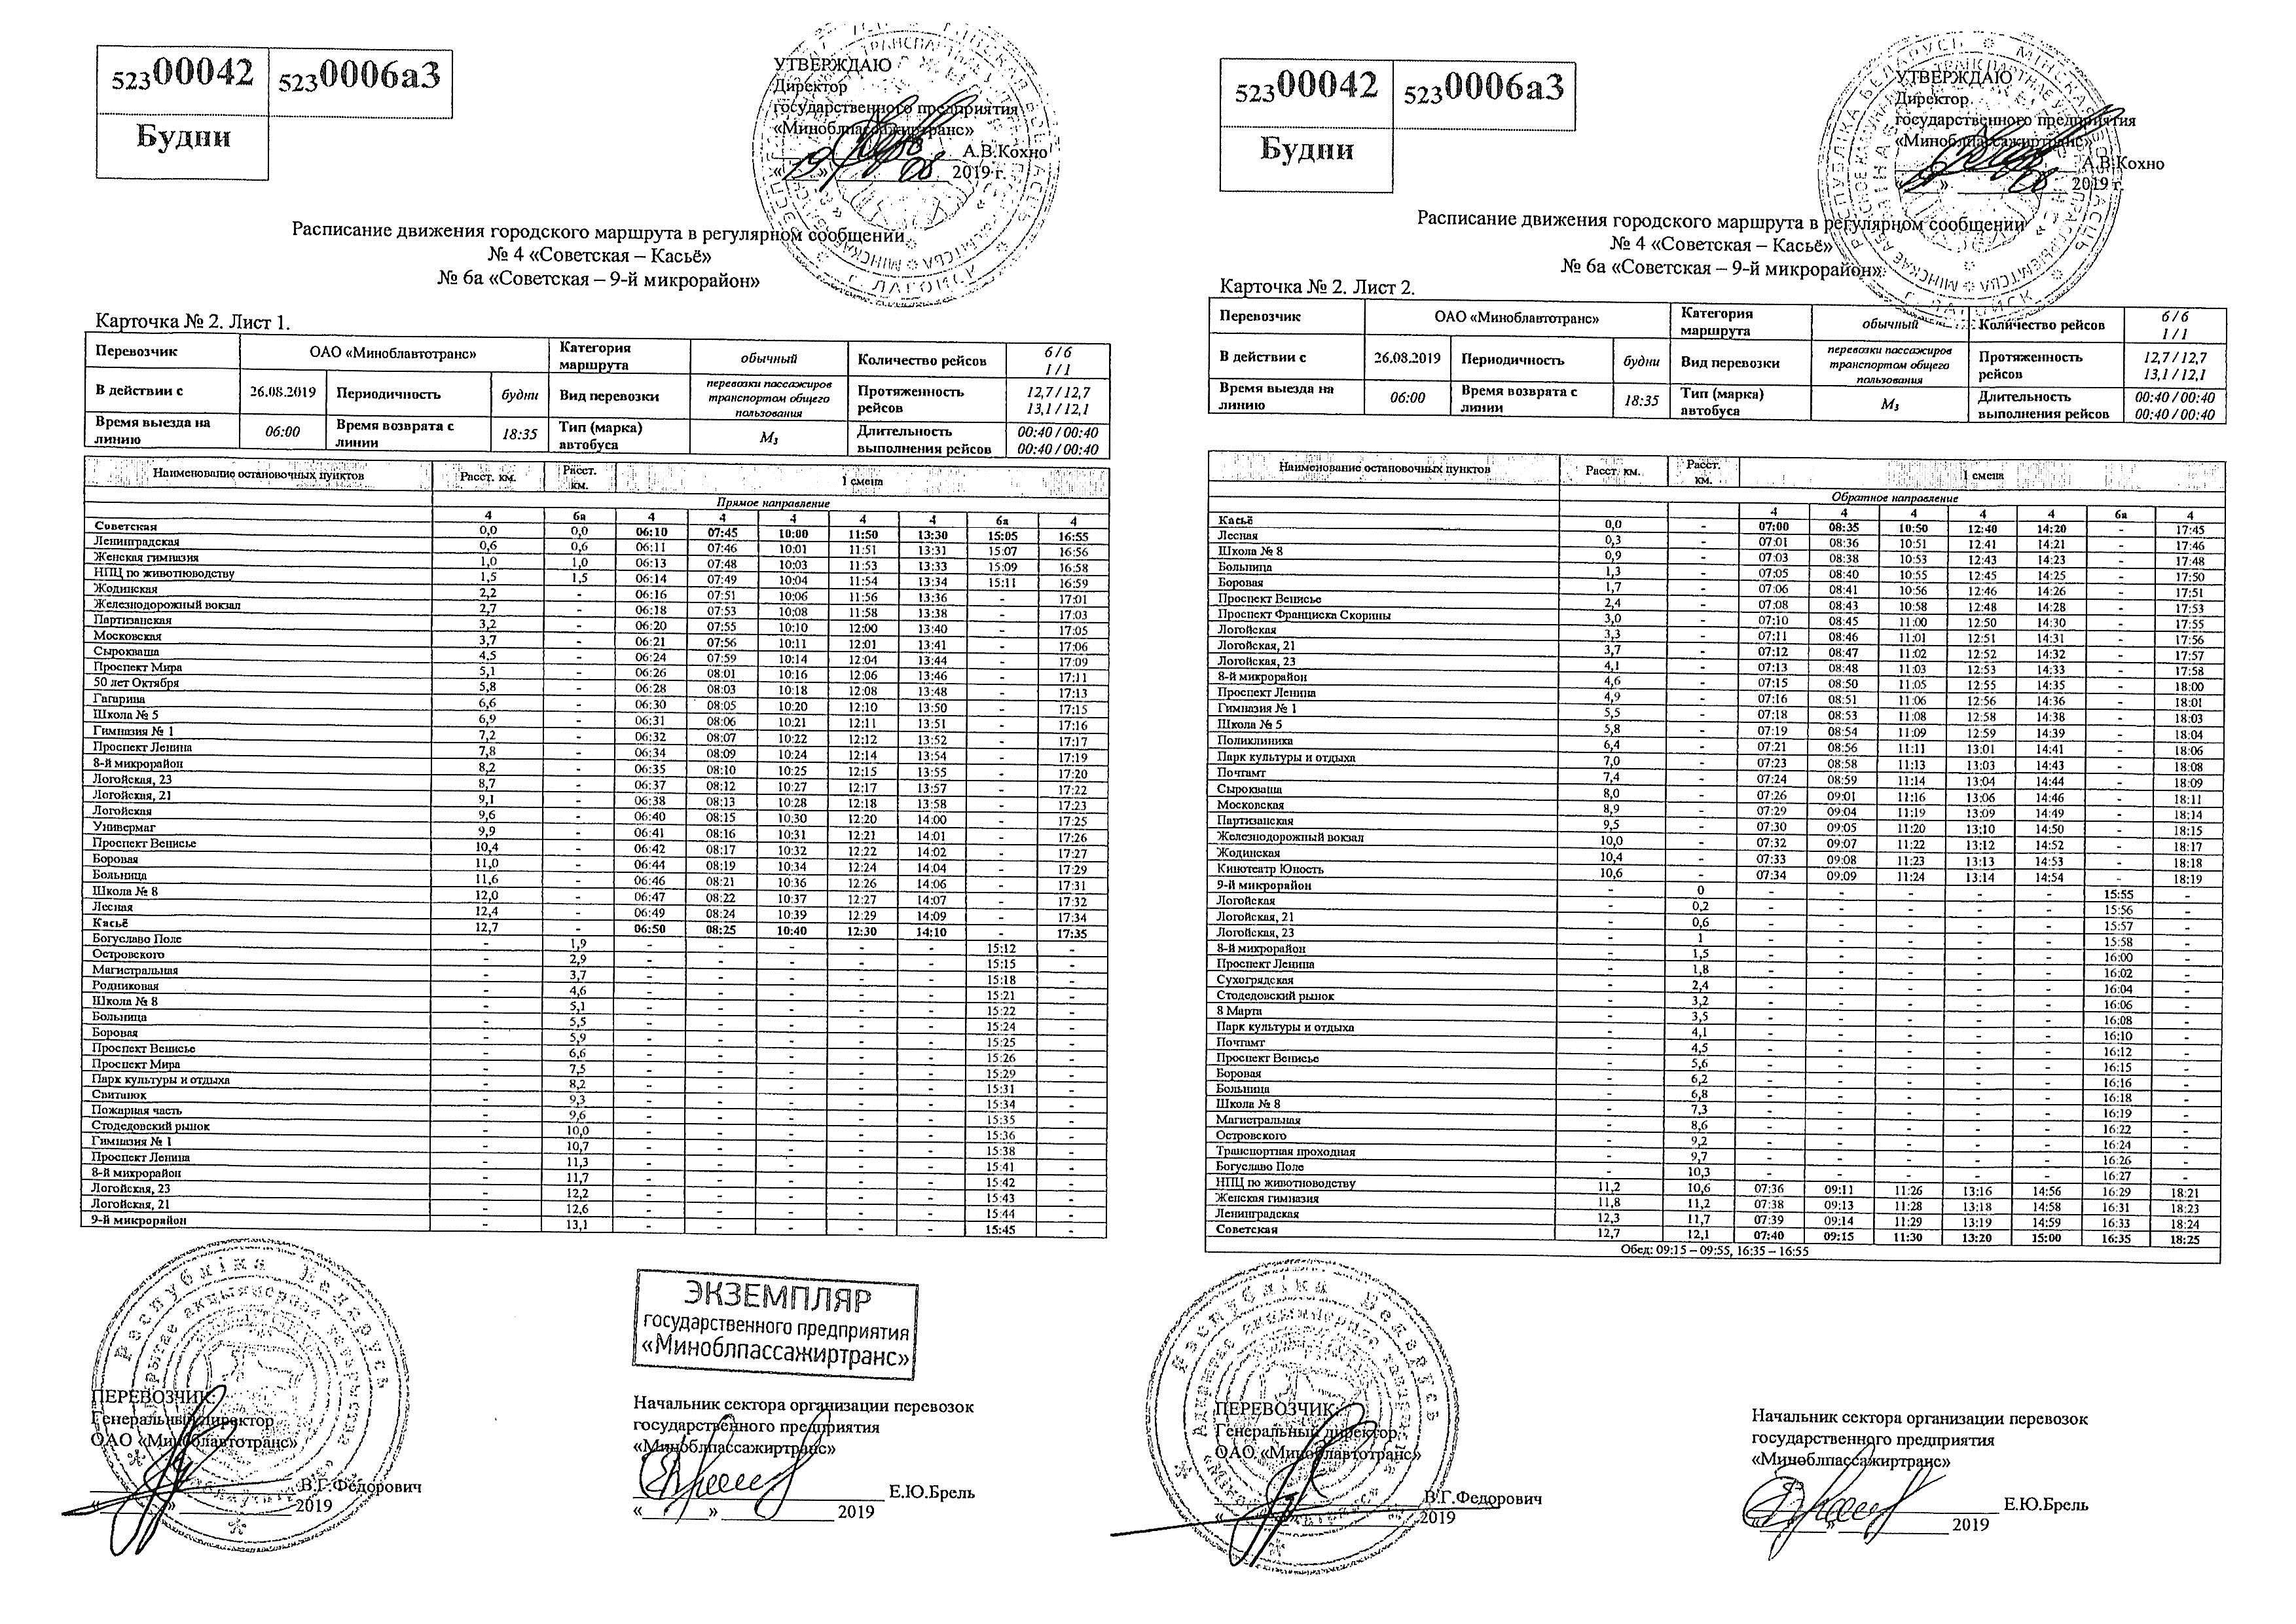 52300042 5230006а3
Будни
УТВЕРЖДАЮ
Директор
государственного предприятия
«Миноблпассажиртранс»
А.В.Кохно
«19» 08 2019 г.
Расписание движения городского маршрута в регулярном сообщении
№ 4 «Советская – Касьё»
№ 6а «Советская – 9-й микрорайон»
Карточка № 2. Лист 1.
Перевозчик ОАО «Миноблавтотранс» Категория маршрута обычный Количество рейсов 6 / 6 1 / 1
В действии с 26.08.2019 Периодичность будни Вид перевозки перевозки пассажиров транспортом общего пользования Протяженность рейсов 12,7 / 12,7 13,1 / 12,1
Время выезда на линию 06:00 Время возврата с линии 18:35 Тип (марка) автобуса М₃ Длительность выполнения рейсов 00:40 / 00:40 00:40 / 00:40
Наименование остановочных пунктов Расст. км. Расст. км. 1 смена
Прямое направление
4 6а 4 4 4 4 4 6а 4
Советская 0,0 0,0 06:10 07:45 10:00 11:50 13:30 15:05 16:55
Ленинградская 0,6 0,6 06:11 07:46 10:01 11:51 13:31 15:07 16:56
Женская гимназия 1,0 1,0 06:13 07:48 10:03 11:53 13:33 15:09 16:58
НПЦ по животноводству 1,5 1,5 06:14 07:49 10:04 11:54 13:34 15:11 16:59
Жодинская 2,2 - 06:16 07:51 10:06 11:56 13:36 - 17:01
Железнодорожный вокзал 2,7 - 06:18 07:53 10:08 11:58 13:38 - 17:03
Партизанская 3,2 - 06:20 07:55 10:10 12:00 13:40 - 17:05
Московская 3,7 - 06:21 07:56 10:11 12:01 13:41 - 17:06
Сырокваша 4,5 - 06:24 07:59 10:14 12:04 13:44 - 17:09
Проспект Мира 5,1 - 06:26 08:01 10:16 12:06 13:46 - 17:11
50 лет Октября 5,8 - 06:28 08:03 10:18 12:08 13:48 - 17:13
Гагарина 6,6 - 06:30 08:05 10:20 12:10 13:50 - 17:15
Школа № 5 6,9 - 06:31 08:06 10:21 12:11 13:51 - 17:16
Гимназия № 1 7,2 - 06:32 08:07 10:22 12:12 13:52 - 17:17
Проспект Ленина 7,8 - 06:34 08:09 10:24 12:14 13:54 - 17:19
8-й микрорайон 8,2 - 06:35 08:10 10:25 12:15 13:55 - 17:20
Логойская, 23 8,7 - 06:37 08:12 10:27 12:17 13:57 - 17:22
Логойская, 21 9,1 - 06:38 08:13 10:28 12:18 13:58 - 17:23
Логойская 9,6 - 06:40 08:15 10:30 12:20 14:00 - 17:25
Универмаг 9,9 - 06:41 08:16 10:31 12:21 14:01 - 17:26
Проспект Венисье 10,4 - 06:42 08:17 10:32 12:22 14:02 - 17:27
Боровая 11,0 - 06:44 08:19 10:34 12:24 14:04 - 17:29
Больница 11,6 - 06:46 08:21 10:36 12:26 14:06 - 17:31
Школа № 8 12,0 - 06:47 08:22 10:37 12:27 14:07 - 17:32
Лесная 12,4 - 06:49 08:24 10:39 12:29 14:09 - 17:34
Касьё 12,7 - 06:50 08:25 10:40 12:30 14:10 - 17:35
Богуславо Поле - 1,9 - - - - - 15:12 -
Островского - 2,9 - - - - - 15:15 -
Магистральная - 3,7 - - - - - 15:18 -
Родниковая - 4,6 - - - - - 15:21 -
Школа № 8 - 5,1 - - - - - 15:22 -
Больница - 5,5 - - - - - 15:24 -
Боровая - 5,9 - - - - - 15:25 -
Проспект Венисье - 6,6 - - - - - 15:26 -
Проспект Мира - 7,5 - - - - - 15:29 -
Парк культуры и отдыха - 8,2 - - - - - 15:31 -
Свитанок - 9,3 - - - - - 15:34 -
Пожарная часть - 9,6 - - - - - 15:35 -
Стодедовский рынок - 10,0 - - - - - 15:36 -
Гимназия № 1 - 10,7 - - - - - 15:38 -
Проспект Ленина - 11,3 - - - - - 15:41 -
8-й микрорайон - 11,7 - - - - - 15:42 -
Логойская, 23 - 12,2 - - - - - 15:43 -
Логойская, 21 - 12,6 - - - - - 15:44 -
9-й микрорайон - 13,1 - - - - - 15:45 -
ЭКЗЕМПЛЯР
государственного предприятия
«Миноблпассажиртранс»
Рэспубліка Беларусь
ПЕРЕВОЗЧИК:
Генеральный директор
ОАО «Миноблавтотранс»
В.Г.Федорович
«» 2019
Начальник сектора организации перевозок
государственного предприятия
«Миноблпассажиртранс»
Е.Ю.Брель
«» 2019
52300042 5230006а3
Будни
УТВЕРЖДАЮ
Директор
государственного предприятия
«Миноблпассажиртранс»
А.В.Кохно
«19» 08 2019 г.
Расписание движения городского маршрута в регулярном сообщении
№ 4 «Советская – Касьё»
№ 6а «Советская – 9-й микрорайон»
Карточка № 2. Лист 2.
Перевозчик ОАО «Миноблавтотранс» Категория маршрута обычный Количество рейсов 6 / 6 1 / 1
В действии с 26.08.2019 Периодичность будни Вид перевозки перевозки пассажиров транспортом общего пользования Протяженность рейсов 12,7 / 12,7 13,1 / 12,1
Время выезда на линию 06:00 Время возврата с линии 18:35 Тип (марка) автобуса М₃ Длительность выполнения рейсов 00:40 / 00:40 00:40 / 00:40
Наименование остановочных пунктов Расст. км. Расст. км. 1 смена
Обратное направление
4 4 4 4 4 6а 4
Касьё 0,0 - 07:00 08:35 10:50 12:40 14:20 - 17:45
Лесная 0,3 - 07:01 08:36 10:51 12:41 14:21 - 17:46
Школа № 8 0,9 - 07:03 08:38 10:53 12:43 14:23 - 17:48
Больница 1,3 - 07:05 08:40 10:55 12:45 14:25 - 17:50
Боровая 1,7 - 07:06 08:41 10:56 12:46 14:26 - 17:51
Проспект Венисье 2,4 - 07:08 08:43 10:58 12:48 14:28 - 17:53
Проспект Франциска Скорины 3,0 - 07:10 08:45 11:00 12:50 14:30 - 17:55
Логойская 3,3 - 07:11 08:46 11:01 12:51 14:31 - 17:56
Логойская, 21 3,7 - 07:12 08:47 11:02 12:52 14:32 - 17:57
Логойская, 23 4,1 - 07:13 08:48 11:03 12:53 14:33 - 17:58
8-й микрорайон 4,6 - 07:15 08:50 11:05 12:55 14:35 - 18:00
Проспект Ленина 4,9 - 07:16 08:51 11:06 12:56 14:36 - 18:01
Гимназия № 1 5,5 - 07:18 08:53 11:08 12:58 14:38 - 18:03
Школа № 5 5,8 - 07:19 08:54 11:09 12:59 14:39 - 18:04
Поликлиника 6,4 - 07:21 08:56 11:11 13:01 14:41 - 18:06
Парк культуры и отдыха 7,0 - 07:23 08:58 11:13 13:03 14:43 - 18:08
Почтамт 7,4 - 07:24 08:59 11:14 13:04 14:44 - 18:09
Сырокваша 8,0 - 07:26 09:01 11:16 13:06 14:46 - 18:11
Московская 8,9 - 07:29 09:04 11:19 13:09 14:49 - 18:14
Партизанская 9,5 - 07:30 09:05 11:20 13:10 14:50 - 18:15
Железнодорожный вокзал 10,0 - 07:32 09:07 11:22 13:12 14:52 - 18:17
Жодинская 10,4 - 07:33 09:08 11:23 13:13 14:53 - 18:18
Кинотеатр Юность 10,6 - 07:34 09:09 11:24 13:14 14:54 - 18:19
9-й микрорайон - 0 - - - - - 15:55 -
Логойская - 0,2 - - - - - 15:56 -
Логойская, 21 - 0,6 - - - - - 15:57 -
Логойская, 23 - 1 - - - - - 15:58 -
8-й микрорайон - 1,5 - - - - - 16:00 -
Проспект Ленина - 1,8 - - - - - 16:02 -
Сухогрядская - 2,4 - - - - - 16:04 -
Стодедовский рынок - 3,2 - - - - - 16:06 -
8 Марта - 3,5 - - - - - 16:08 -
Парк культуры и отдыха - 4,1 - - - - - 16:10 -
Почтамт - 4,5 - - - - - 16:12 -
Проспект Венисье - 5,6 - - - - - 16:15 -
Боровая - 6,2 - - - - - 16:16 -
Больница - 6,8 - - - - - 16:18 -
Школа № 8 - 7,3 - - - - - 16:19 -
Магистральная - 8,6 - - - - - 16:22 -
Островского - 9,2 - - - - - 16:24 -
Транспортная проходная - 9,7 - - - - - 16:26 -
Богуславо Поле - 10,3 - - - - - 16:27 -
НПЦ по животноводству 11,2 10,6 07:36 09:11 11:26 13:16 14:56 16:29 18:21
Женская гимназия 11,8 11,2 07:38 09:13 11:28 13:18 14:58 16:31 18:23
Ленинградская 12,3 11,7 07:39 09:14 11:29 13:19 14:59 16:33 18:24
Советская 12,7 12,1 07:40 09:15 11:30 13:20 15:00 16:35 18:25
Обед: 09:15 – 09:55, 16:35 – 16:55
Рэспубліка Беларусь
ПЕРЕВОЗЧИК:
Генеральный директор
ОАО «Миноблавтотранс»
В.Г.Федорович
«» 2019
Начальник сектора организации перевозок
государственного предприятия
«Миноблпассажиртранс»
Е.Ю.Брель
«» 2019